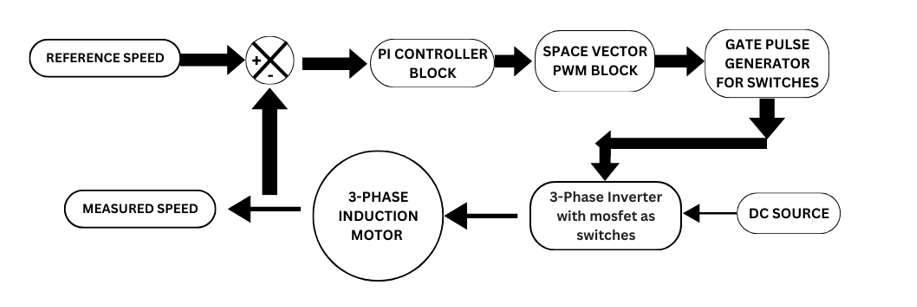 REFERENCE SPEED
+
-
PI CONTROLLER
BLOCK
SPACE VECTOR
PWM BLOCK
GATE PULSE
GENERATOR
FOR SWITCHES
MEASURED SPEED
3-PHASE
INDUCTION
MOTOR
3-Phase Inverter
with mosfet as
switches
DC SOURCE